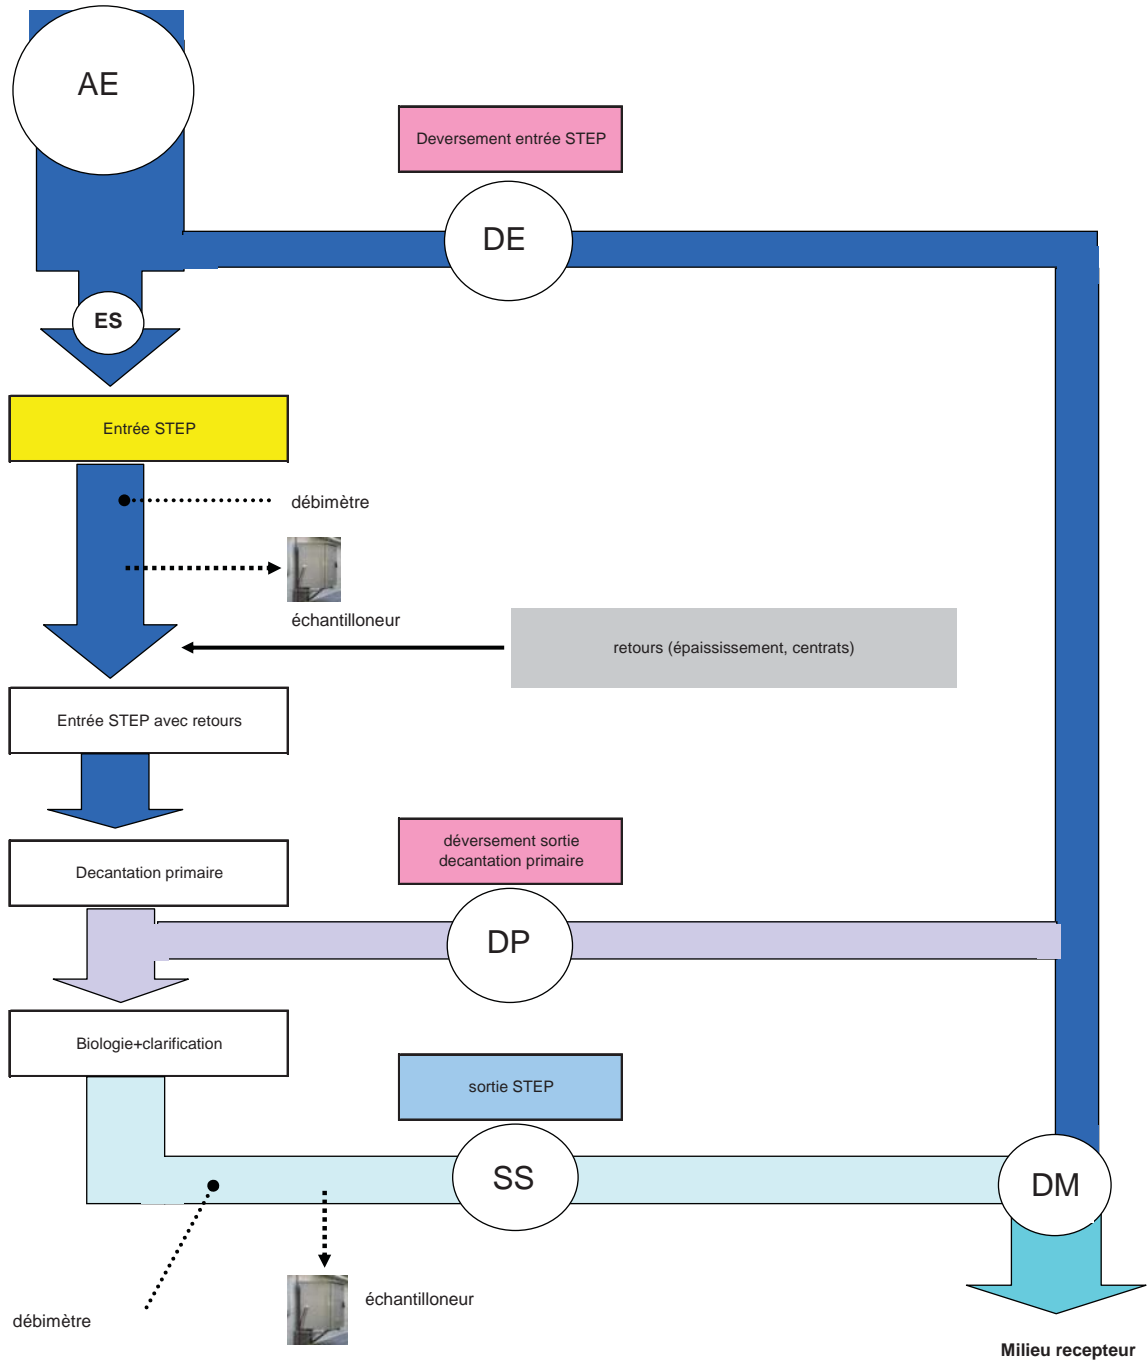 AE
Deversement entrée STEP
DE
ES
Entrée STEP
débimètre
échantilloneur
retours (épaississement, centrats)
Entrée STEP avec retours
déversement sortie
decantation primaire
Decantation primaire
DP
Biologie+clarification
sortie STEP
SS
DM
échantilloneur
débimètre
Milieu recepteur